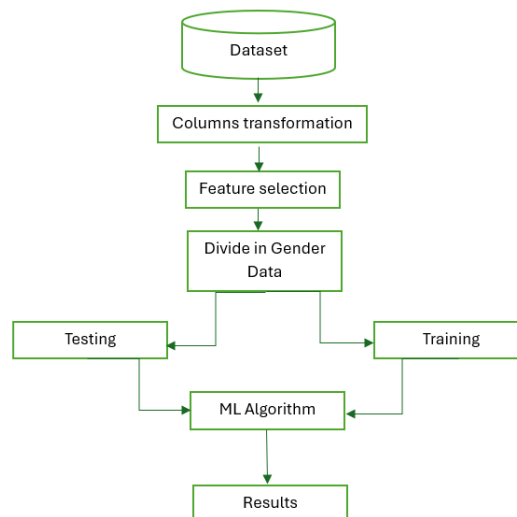 Dataset
Columns transformation
Feature selection
Divide in Gender
Data
Testing
Training
ML Algorithm
Results